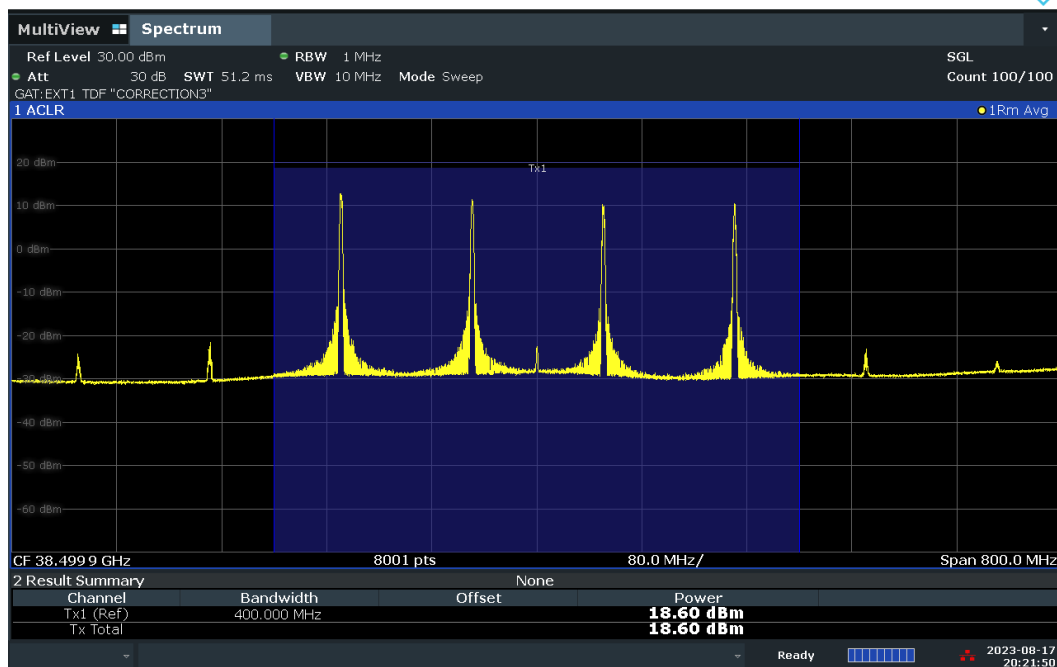 MultiView Spectrum
Ref Level 30.00 dBm RBW 1 MHz SGL
Att 30 dB SWT 51.2 ms VBW 10 MHz Mode Sweep Count 100/100
GAT:EXT1 TDF "CORRECTION3"
1 ACLR 1Rm Avg
20 dBm
Tx1
10 dBm
0 dBm
-10 dBm
-20 dBm
-30 dBm
-40 dBm
-50 dBm
-60 dBm
CF 38.4999 GHz 8001 pts 80.0 MHz/ Span 800.0 MHz
2 Result Summary None
Channel Bandwidth Offset Power
Tx1 (Ref) 400.000 MHz 18.60 dBm
Tx Total 18.60 dBm
Ready 2023-08-17
20:21:50